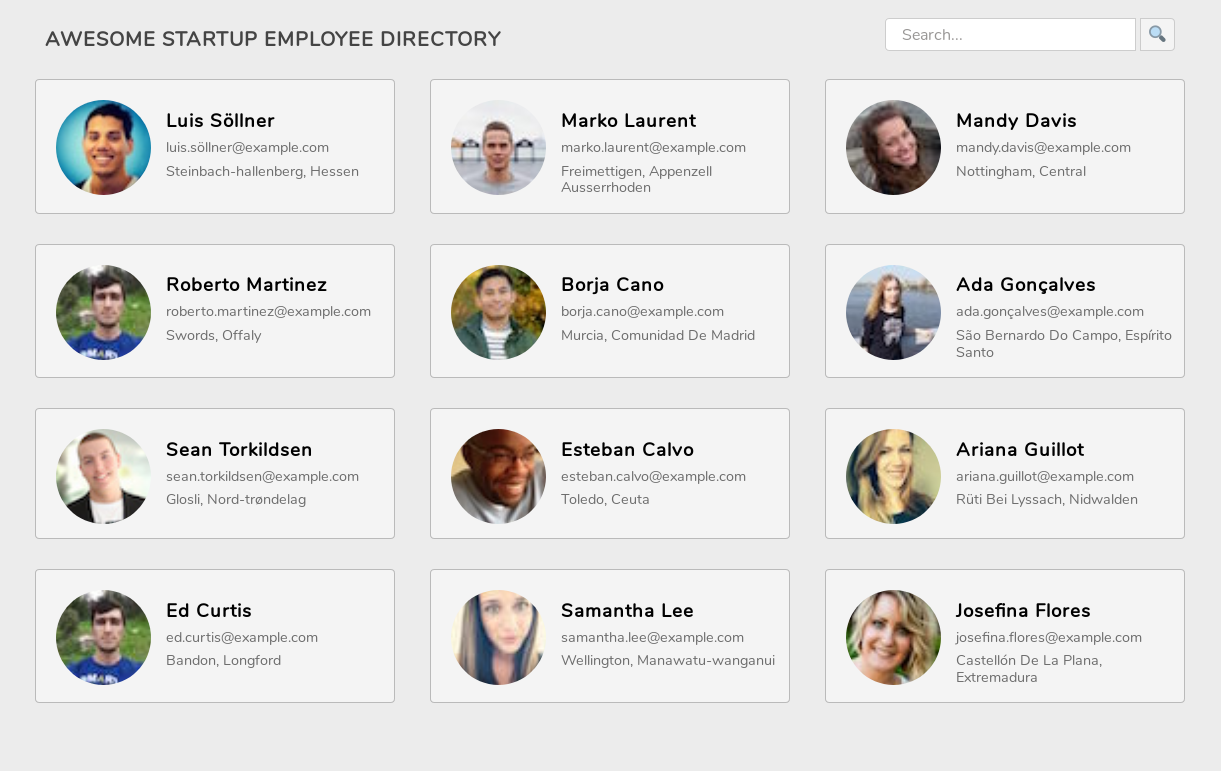 AWESOME STARTUP EMPLOYEE DIRECTORY
Search...
Luis Söllner
luis.söllner@example.com
Steinbach-hallenberg, Hessen
Marko Laurent
marko.laurent@example.com
Freimettigen, Appenzell
Ausserrhoden
Mandy Davis
mandy.davis@example.com
Nottingham, Central
Roberto Martinez
roberto.martinez@example.com
Swords, Offaly
Borja Cano
borja.cano@example.com
Murcia, Comunidad De Madrid
Ada Gonçalves
ada.gonçalves@example.com
São Bernardo Do Campo, Espírito
Santo
Sean Torkildsen
sean.torkildsen@example.com
Glosli, Nord-trøndelag
Esteban Calvo
esteban.calvo@example.com
Toledo, Ceuta
Ariana Guillot
ariana.guillot@example.com
Rüti Bei Lyssach, Nidwalden
Ed Curtis
ed.curtis@example.com
Bandon, Longford
Samantha Lee
samantha.lee@example.com
Wellington, Manawatu-wanganui
Josefina Flores
josefina.flores@example.com
Castellón De La Plana,
Extremadura